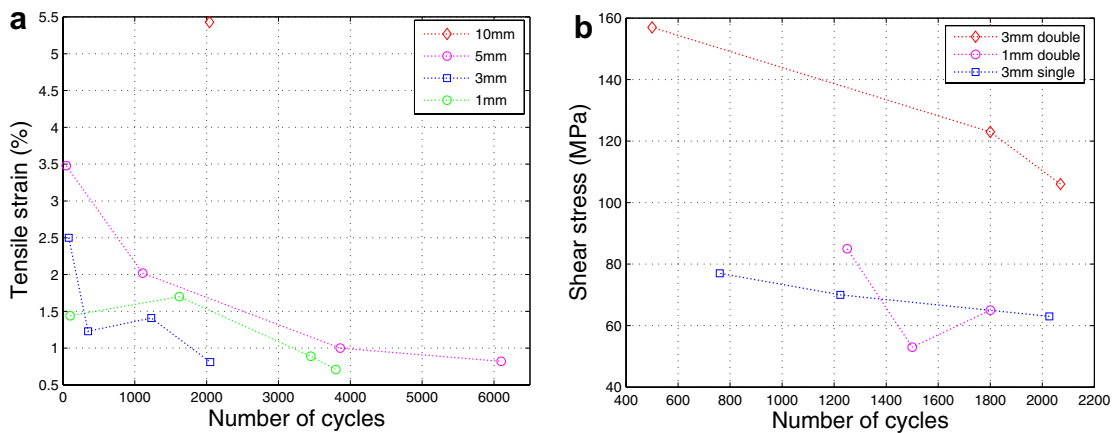 a
5.5
5
4.5
4
3.5
3
2.5
2
1.5
1
0.5
0 1000 2000 3000 4000 5000 6000
Tensile strain (%)
Number of cycles
10mm
5mm
3mm
1mm
b
160
140
120
100
80
60
40
400 600 800 1000 1200 1400 1600 1800 2000 2200
Shear stress (MPa)
Number of cycles
3mm double
1mm double
3mm single